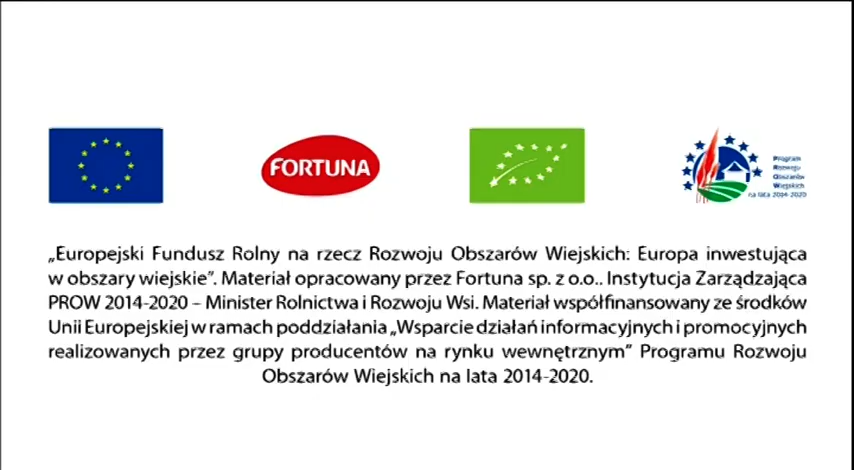 FORTUNA
Program
Rozwoju
Obszarów
Wiejskich
na lata 2014-2020
„Europejski Fundusz Rolny na rzecz Rozwoju Obszarów Wiejskich: Europa inwestująca
w obszary wiejskie”. Materiał opracowany przez Fortuna sp. z o.o.. Instytucja Zarządzająca
PROW 2014-2020 – Minister Rolnictwa i Rozwoju Wsi. Materiał współfinansowany ze środków
Unii Europejskiej w ramach poddziałania „Wsparcie działań informacyjnych i promocyjnych
realizowanych przez grupy producentów na rynku wewnętrznym” Programu Rozwoju
Obszarów Wiejskich na lata 2014-2020.